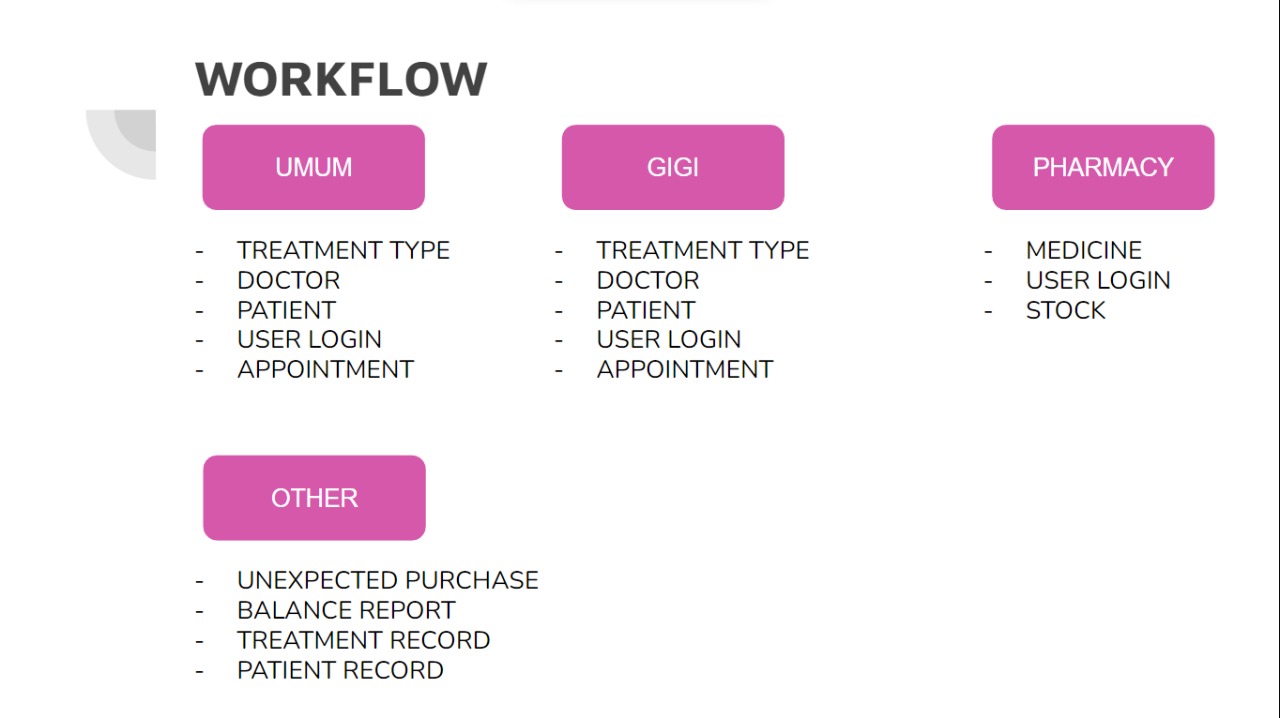 WORKFLOW
UMUM
- TREATMENT TYPE
- DOCTOR
- PATIENT
- USER LOGIN
- APPOINTMENT
GIGI
- TREATMENT TYPE
- DOCTOR
- PATIENT
- USER LOGIN
- APPOINTMENT
PHARMACY
- MEDICINE
- USER LOGIN
- STOCK
OTHER
- UNEXPECTED PURCHASE
- BALANCE REPORT
- TREATMENT RECORD
- PATIENT RECORD